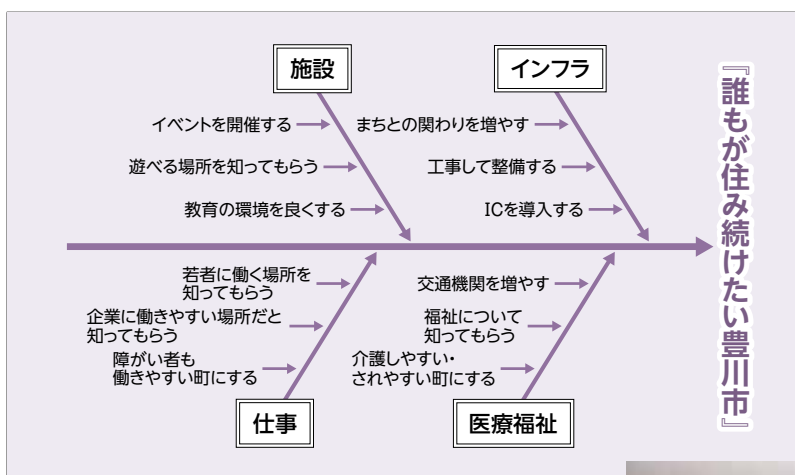 施設
イベントを開催する
遊べる場所を知ってもらう
教育の環境を良くする
インフラ
まちとの関わりを増やす
工事して整備する
ICを導入する
若者に働く場所を
知ってもらう
企業に働きやすい場所だと
知ってもらう
障がい者も
働きやすい町にする
仕事
交通機関を増やす
福祉について
知ってもらう
介護しやすい・
されやすい町にする
医療福祉
『誰もが住み続けたい豊川市』